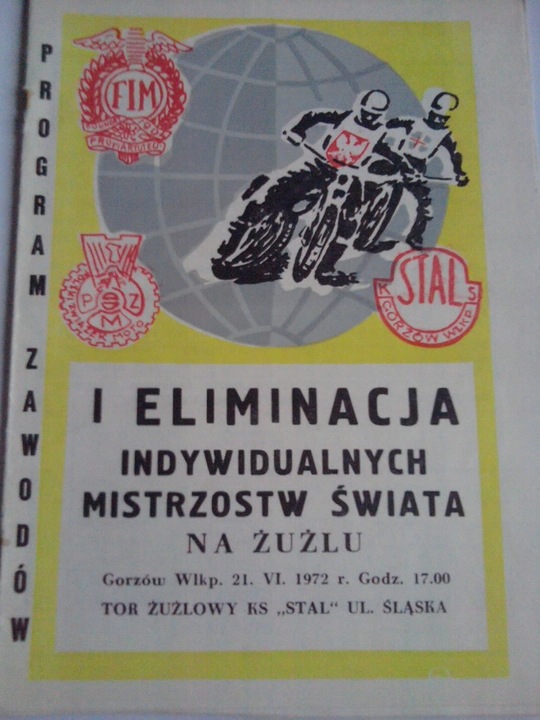 PROGRAM ZAWODÓW
FIM
PZM
STAL
KS
GORZÓW WLKP.
I ELIMINACJA
INDYWIDUALNYCH
MISTRZOSTW ŚWIATA
NA ŻUŻLU
Gorzów Wlkp. 21. VI. 1972 r. Godz. 17.00
TOR ŻUŻLOWY KS „STAL" UL. ŚLĄSKA